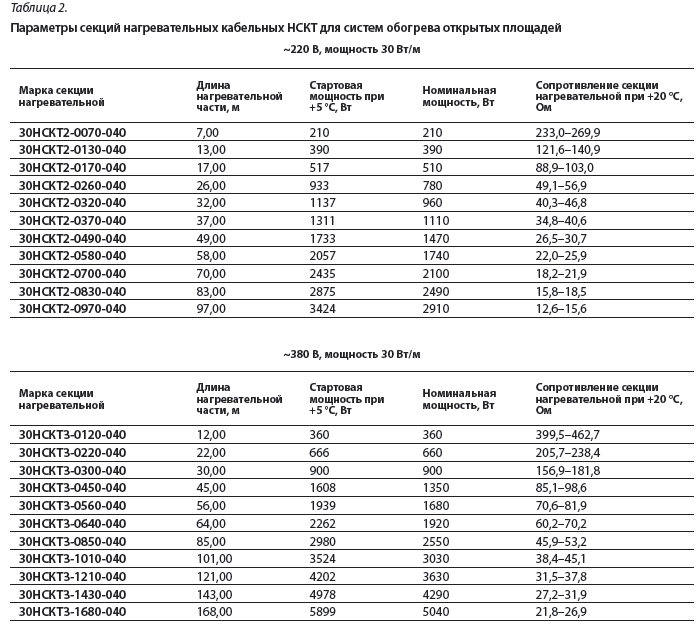 Таблица 2.
Параметры секций нагревательных кабельных НСКТ для систем обогрева открытых площадей
~220 В, мощность 30 Вт/м
Марка секции нагревательной | Длина нагревательной части, м | Стартовая мощность при +5 °С, Вт | Номинальная мощность, Вт | Сопротивление секции нагревательной при +20 °С, Ом
30НСКТ2-0070-040 7,00 210 210 233,0–269,9
30НСКТ2-0130-040 13,00 390 390 121,6–140,9
30НСКТ2-0170-040 17,00 517 510 88,9–103,0
30НСКТ2-0260-040 26,00 933 780 49,1–56,9
30НСКТ2-0320-040 32,00 1137 960 40,3–46,8
30НСКТ2-0370-040 37,00 1311 1110 34,8–40,6
30НСКТ2-0490-040 49,00 1733 1470 26,5–30,7
30НСКТ2-0580-040 58,00 2057 1740 22,0–25,9
30НСКТ2-0700-040 70,00 2435 2100 18,2–21,9
30НСКТ2-0830-040 83,00 2875 2490 15,8–18,5
30НСКТ2-0970-040 97,00 3424 2910 12,6–15,6
~380 В, мощность 30 Вт/м
Марка секции нагревательной | Длина нагревательной части, м | Стартовая мощность при +5 °С, Вт | Номинальная мощность, Вт | Сопротивление секции нагревательной при +20 °С, Ом
30НСКТ3-0120-040 12,00 360 360 399,5–462,7
30НСКТ3-0220-040 22,00 666 660 205,7–238,4
30НСКТ3-0300-040 30,00 900 900 156,9–181,8
30НСКТ3-0450-040 45,00 1608 1350 85,1–98,6
30НСКТ3-0560-040 56,00 1939 1680 70,6–81,9
30НСКТ3-0640-040 64,00 2262 1920 60,2–70,2
30НСКТ3-0850-040 85,00 2980 2550 45,9–53,2
30НСКТ3-1010-040 101,00 3524 3030 38,4–45,1
30НСКТ3-1210-040 121,00 4202 3630 31,5–37,8
30НСКТ3-1430-040 143,00 4978 4290 27,2–31,9
30НСКТ3-1680-040 168,00 5899 5040 21,8–26,9